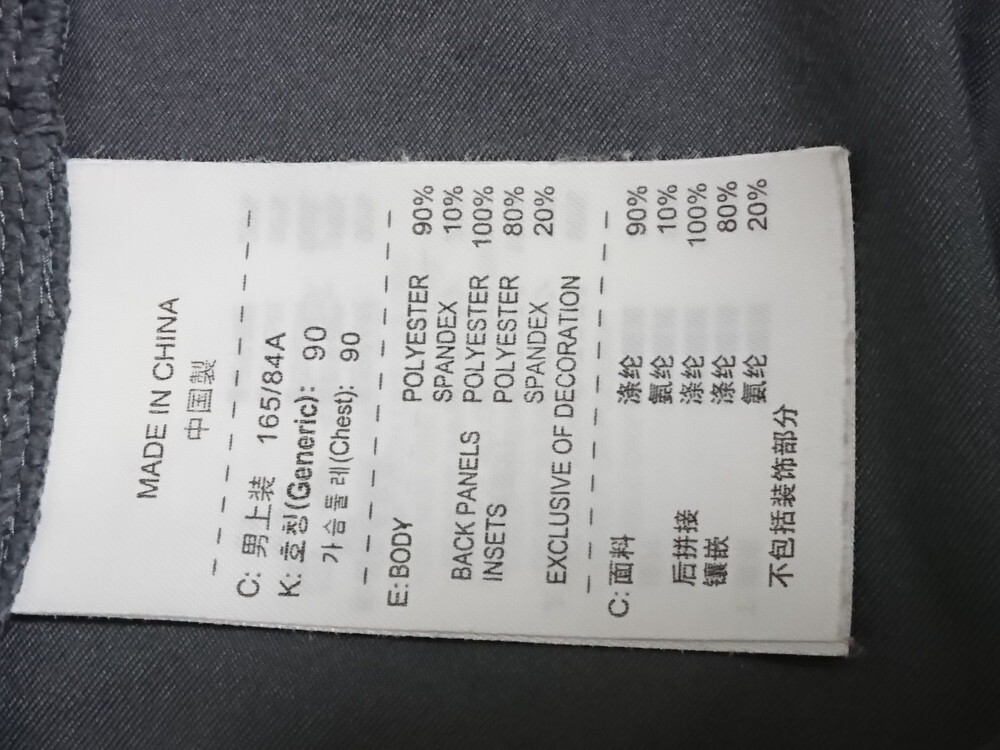 MADE IN CHINA
中国製
C: 男上装 165/84A
K: 호칭(Generic): 90
가슴둘레(Chest): 90
E: BODY POLYESTER 90%
SPANDEX 10%
BACK PANELS POLYESTER 100%
INSETS POLYESTER 80%
SPANDEX 20%
EXCLUSIVE OF DECORATION
C: 面料 涤纶 90%
氨纶 10%
后拼接 涤纶 100%
镶嵌 涤纶 80%
氨纶 20%
不包括装饰部分